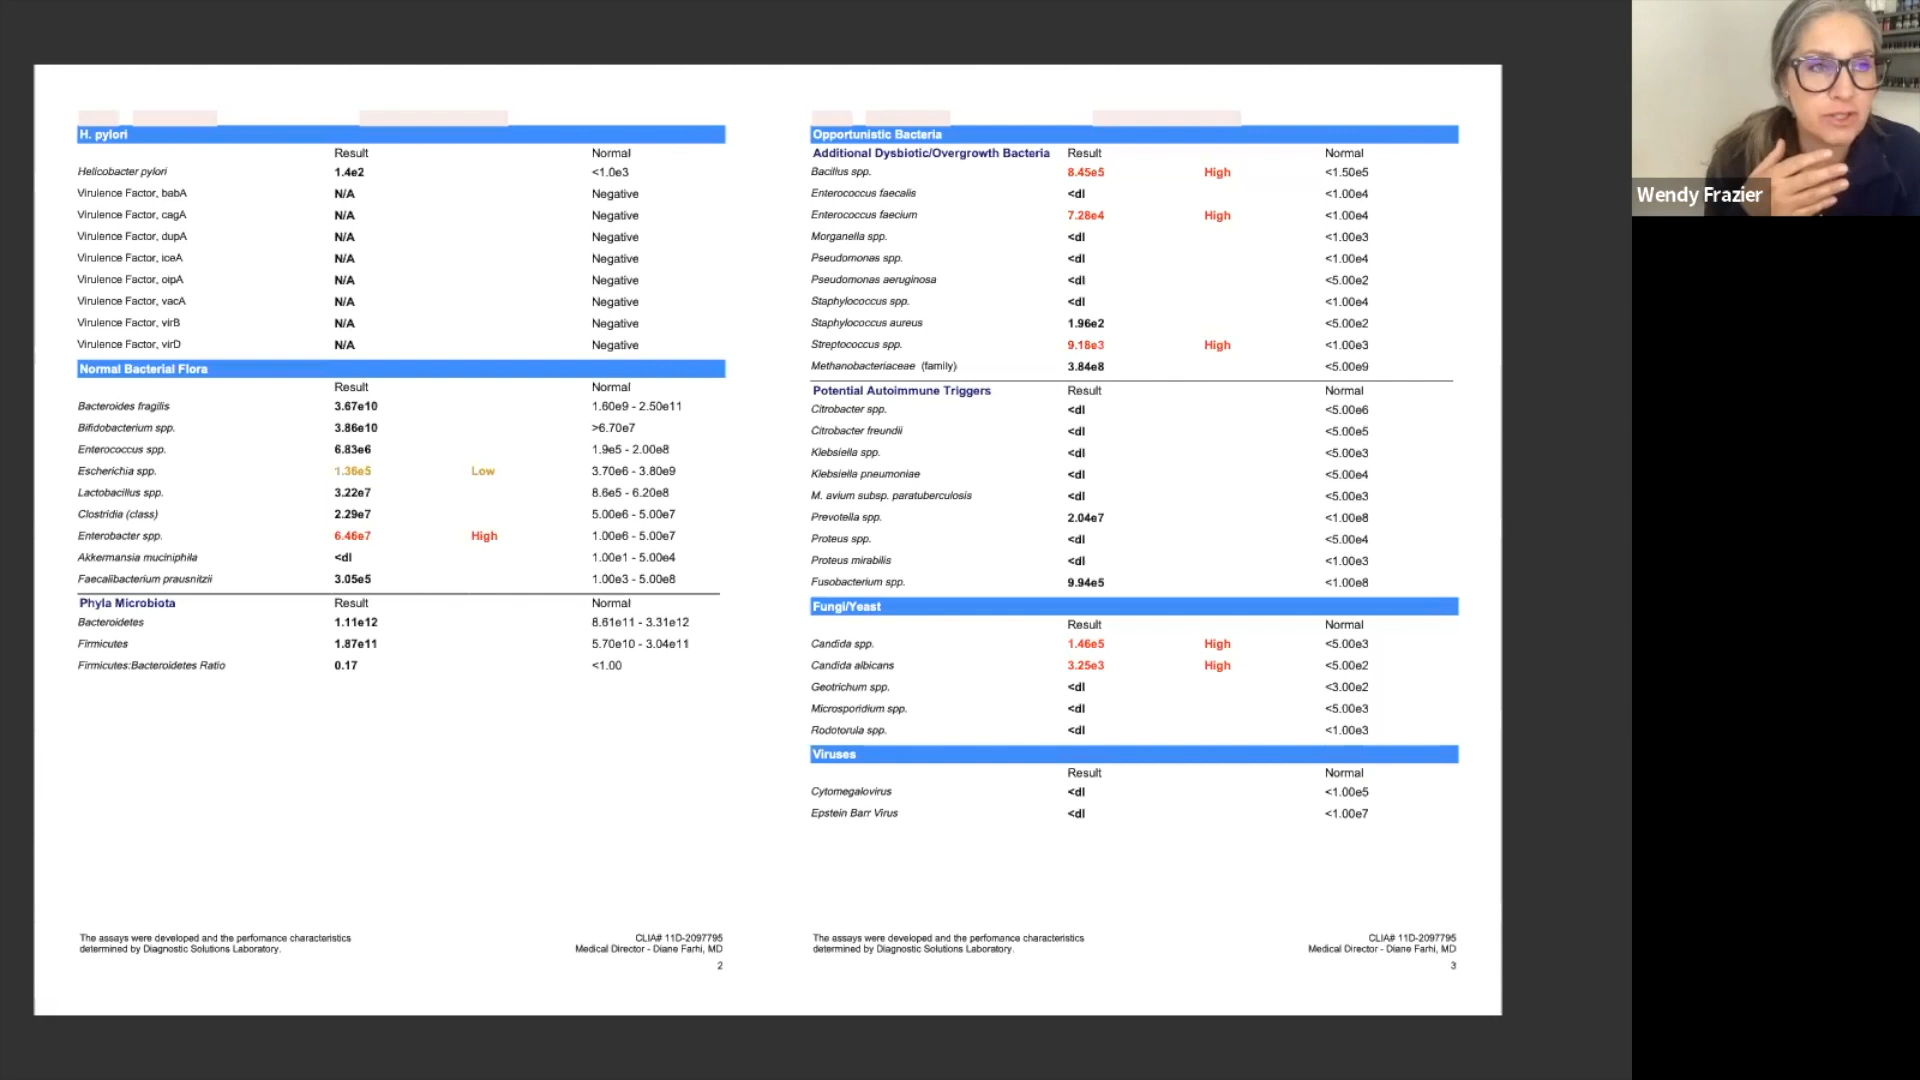 H. pylori
Result Normal
Helicobacter pylori 1.4e2 <1.0e3
Virulence Factor, babA N/A Negative
Virulence Factor, cagA N/A Negative
Virulence Factor, dupA N/A Negative
Virulence Factor, iceA N/A Negative
Virulence Factor, oipA N/A Negative
Virulence Factor, vacA N/A Negative
Virulence Factor, virB N/A Negative
Virulence Factor, virD N/A Negative
Normal Bacterial Flora
Result Normal
Bacteroides fragilis 3.67e10 1.60e9 - 2.50e11
Bifidobacterium spp. 3.86e10 >6.70e7
Enterococcus spp. 6.83e6 1.9e5 - 2.00e8
Escherichia spp. 1.36e5 Low 3.70e6 - 3.80e9
Lactobacillus spp. 3.22e7 8.6e5 - 6.20e8
Clostridia (class) 2.29e7 5.00e6 - 5.00e7
Enterobacter spp. 6.46e7 High 1.00e6 - 5.00e7
Akkermansia muciniphila <dl 1.00e1 - 5.00e4
Faecalibacterium prausnitzii 3.05e5 1.00e3 - 5.00e8
Phyla Microbiota Result Normal
Bacteroidetes 1.11e12 8.61e11 - 3.31e12
Firmicutes 1.87e11 5.70e10 - 3.04e11
Firmicutes:Bacteroidetes Ratio 0.17 <1.00
The assays were developed and the perfomance characteristics
determined by Diagnostic Solutions Laboratory.
CLIA# 11D-2097795
Medical Director - Diane Farhi, MD
2
Opportunistic Bacteria
Additional Dysbiotic/Overgrowth Bacteria Result Normal
Bacillus spp. 8.45e5 High <1.50e5
Enterococcus faecalis <dl <1.00e4
Enterococcus faecium 7.28e4 High <1.00e4
Morganella spp. <dl <1.00e3
Pseudomonas spp. <dl <1.00e4
Pseudomonas aeruginosa <dl <5.00e2
Staphylococcus spp. <dl <1.00e4
Staphylococcus aureus 1.96e2 <5.00e2
Streptococcus spp. 9.18e3 High <1.00e3
Methanobacteriaceae (family) 3.84e8 <5.00e9
Potential Autoimmune Triggers Result Normal
Citrobacter spp. <dl <5.00e6
Citrobacter freundii <dl <5.00e5
Klebsiella spp. <dl <5.00e3
Klebsiella pneumoniae <dl <5.00e4
M. avium subsp. paratuberculosis <dl <5.00e3
Prevotella spp. 2.04e7 <1.00e8
Proteus spp. <dl <5.00e4
Proteus mirabilis <dl <1.00e3
Fusobacterium spp. 9.94e5 <1.00e8
Fungi/Yeast
Result Normal
Candida spp. 1.46e5 High <5.00e3
Candida albicans 3.25e3 High <5.00e2
Geotrichum spp. <dl <3.00e2
Microsporidium spp. <dl <5.00e3
Rodotorula spp. <dl <1.00e3
Viruses
Result Normal
Cytomegalovirus <dl <1.00e5
Epstein Barr Virus <dl <1.00e7
The assays were developed and the perfomance characteristics
determined by Diagnostic Solutions Laboratory.
CLIA# 11D-2097795
Medical Director - Diane Farhi, MD
3
Wendy Frazier